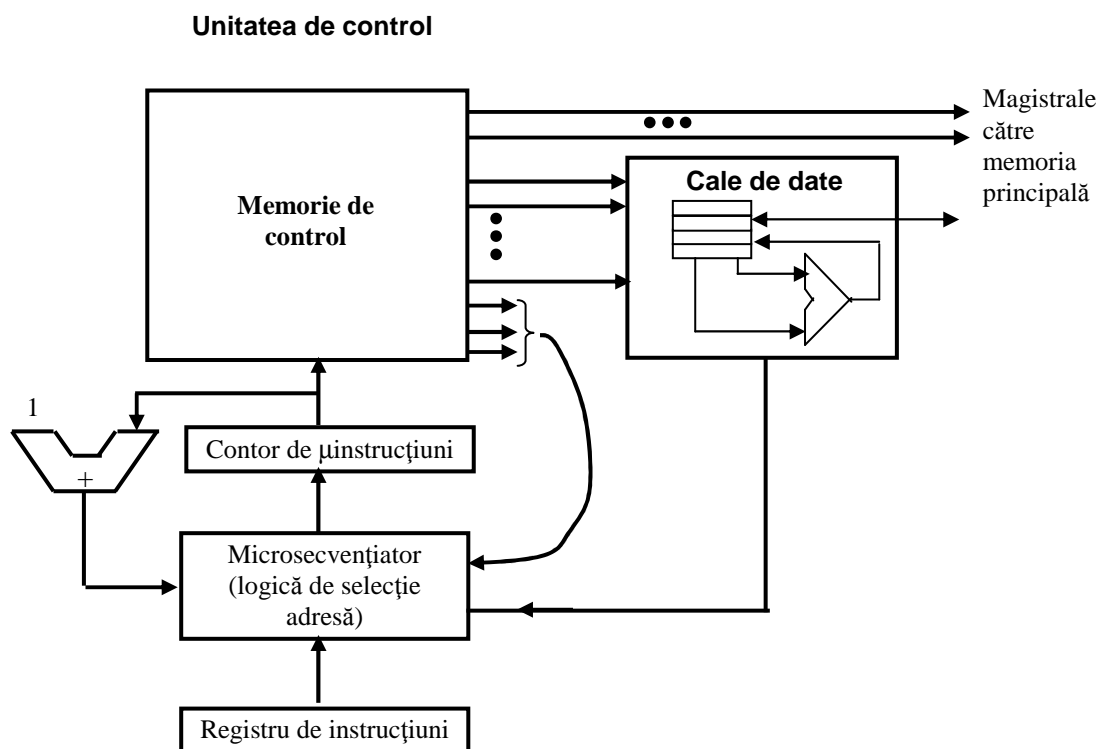 Unitatea de control
Magistrale
către
memoria
principală
Cale de date
Memorie de
control
1
Contor de μinstrucţiuni
+
Microsecvenţiator
(logică de selecţie
adresă)
Registru de instrucţiuni